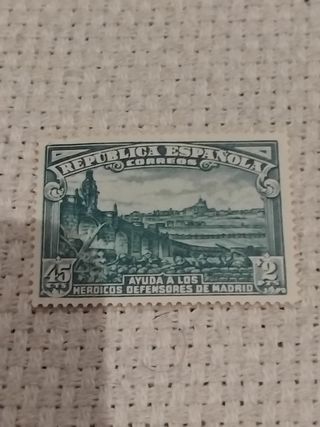 REPUBLICA ESPAÑOLA
CORREOS
45 2
AYUDA A LOS
HEROICOS DEFENSORES DE MADRID